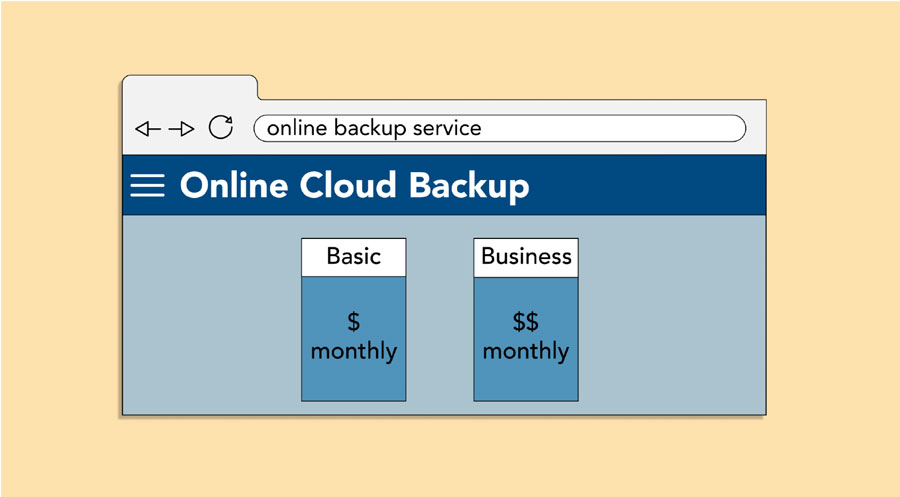 online backup service
Online Cloud Backup
Basic
$
monthly
Business
$$
monthly